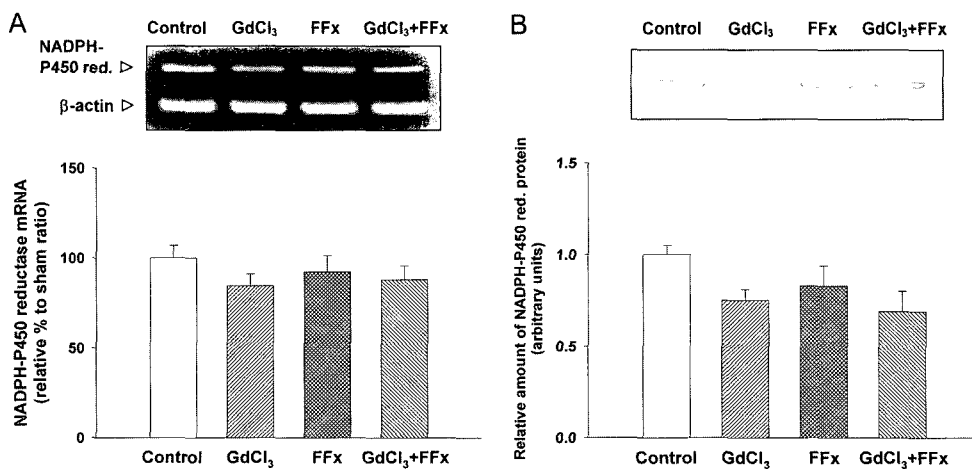 A
Control GdCl₃ FFx GdCl₃+FFx
NADPH-
P450 red. ▷
β-actin ▷
NADPH-P450 reductase mRNA
(relative % to sham ratio)
150
100
50
0
Control GdCl₃ FFx GdCl₃+FFx
B
Control GdCl₃ FFx GdCl₃+FFx
Relative amount of NADPH-P450 red. protein
(arbitrary units)
1.5
1.0
0.5
0.0
Control GdCl₃ FFx GdCl₃+FFx